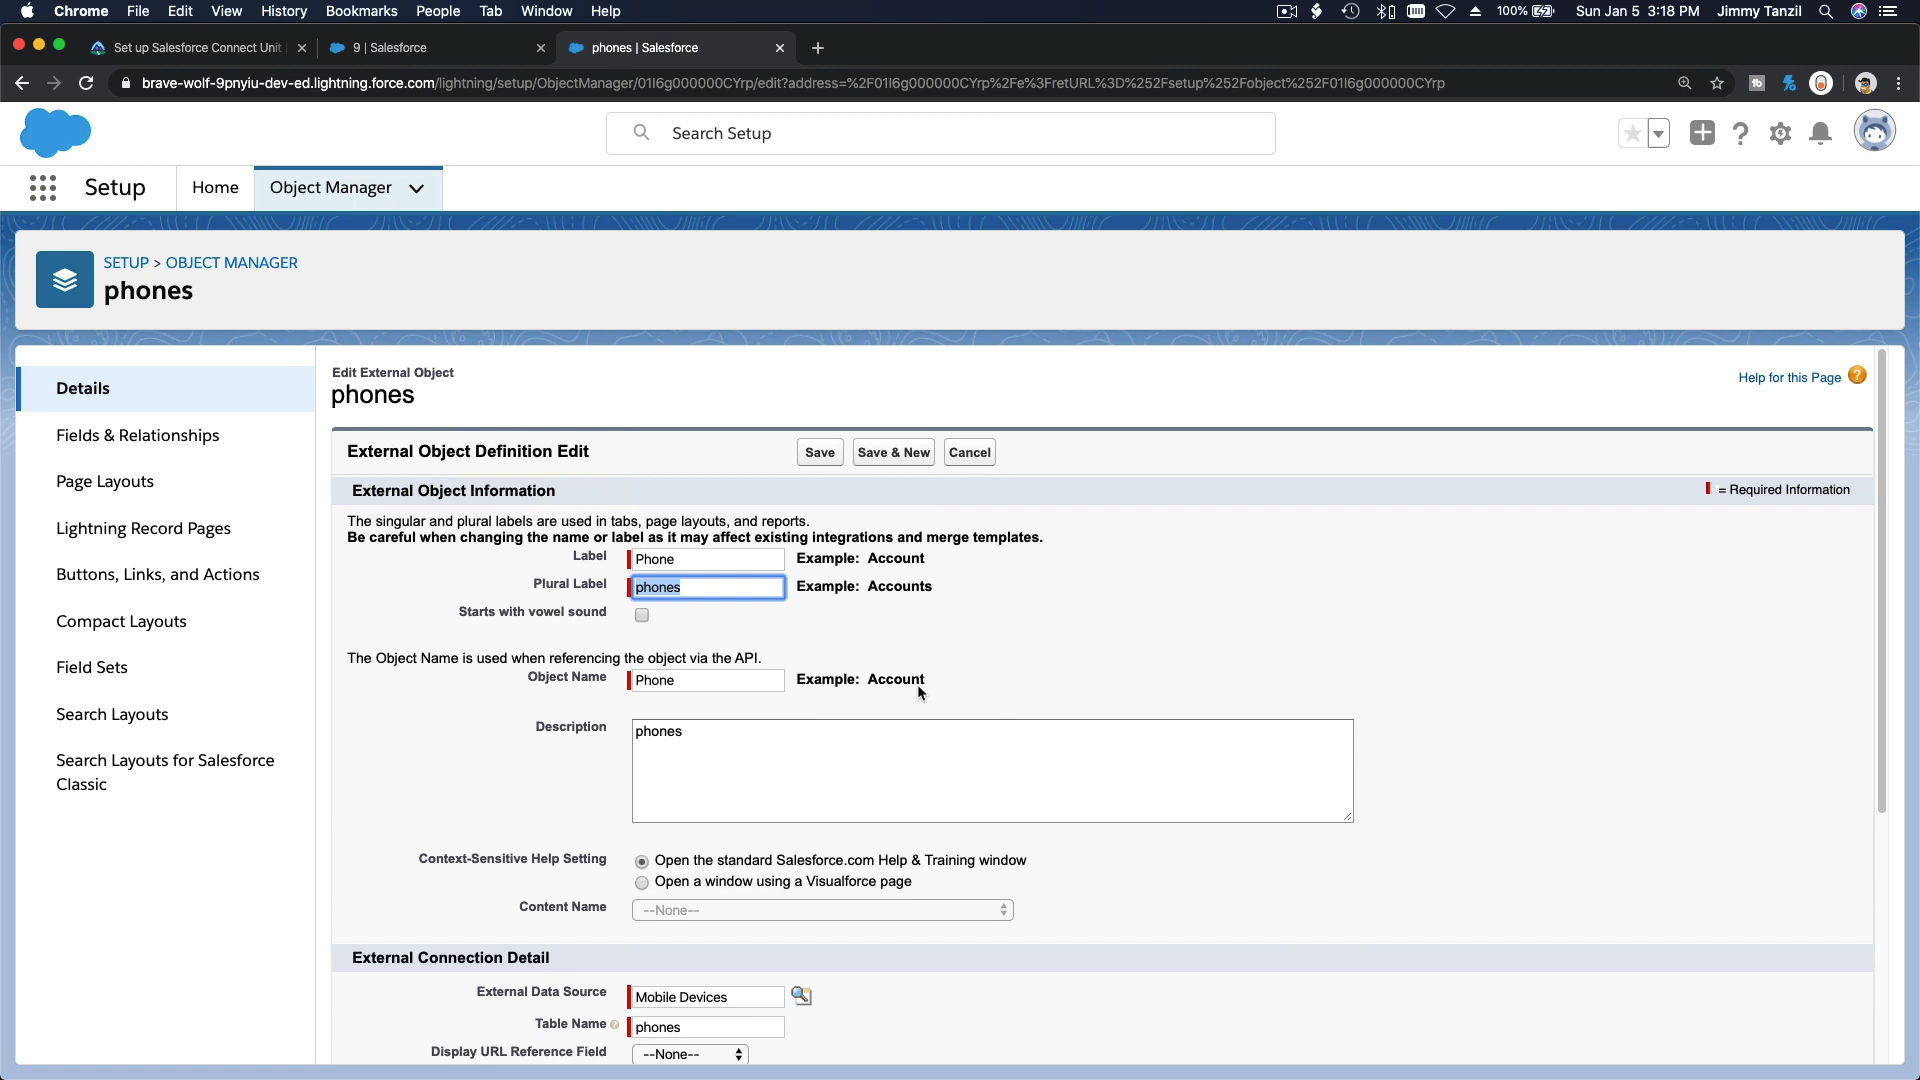 Chrome File Edit View History Bookmarks People Tab Window Help 100% Sun Jan 5 3:18 PM Jimmy Tanzil
Set up Salesforce Connect Unit
9 | Salesforce
phones | Salesforce
brave-wolf-9pnyiu-dev-ed.lightning.force.com/lightning/setup/ObjectManager/01I6g000000CYrp/edit?address=%2F01I6g000000CYrp%2Fe%3FretURL%3D%252Fsetup%252Fobject%252F01I6g000000CYrp
Search Setup
Setup Home Object Manager
SETUP > OBJECT MANAGER
phones
Details
Fields & Relationships
Page Layouts
Lightning Record Pages
Buttons, Links, and Actions
Compact Layouts
Field Sets
Search Layouts
Search Layouts for Salesforce
Classic
Edit External Object
phones
Help for this Page ?
External Object Definition Edit Save Save & New Cancel
External Object Information = Required Information
The singular and plural labels are used in tabs, page layouts, and reports.
Be careful when changing the name or label as it may affect existing integrations and merge templates.
Label Phone Example: Account
Plural Label phones Example: Accounts
Starts with vowel sound
The Object Name is used when referencing the object via the API.
Object Name Phone Example: Account
Description phones
Context-Sensitive Help Setting Open the standard Salesforce.com Help & Training window
Open a window using a Visualforce page
Content Name --None--
External Connection Detail
External Data Source Mobile Devices
Table Name phones
Display URL Reference Field --None--